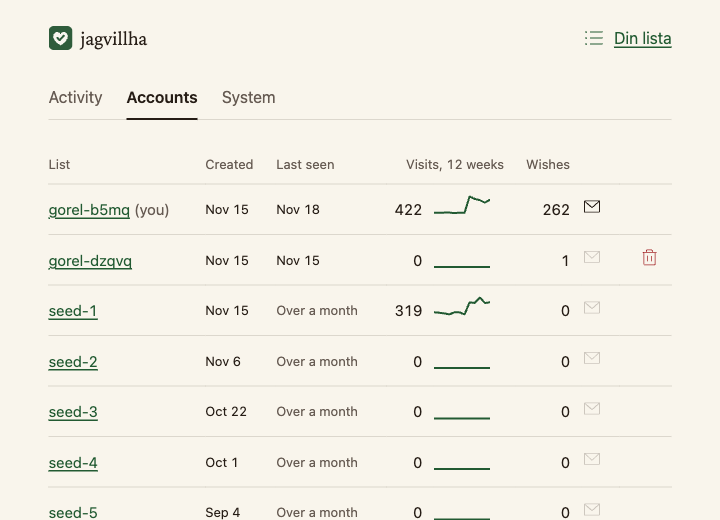 jagvillha
Din lista
Activity Accounts System
List Created Last seen Visits, 12 weeks Wishes
gorel-b5mq (you) Nov 15 Nov 18 422 262
gorel-dzqvq Nov 15 Nov 15 0 1
seed-1 Nov 15 Over a month 319 0
seed-2 Nov 6 Over a month 0 0
seed-3 Oct 22 Over a month 0 0
seed-4 Oct 1 Over a month 0 0
seed-5 Sep 4 Over a month 0 0